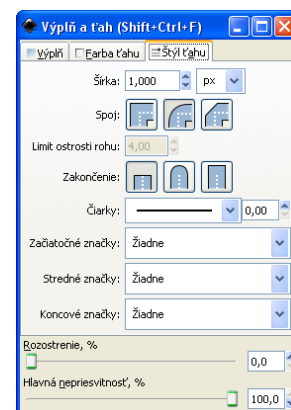 Výplň a ťah (Shift+Ctrl+F)
Výplň Farba ťahu Štýl ťahu
Šírka: 1,000 px
Spoj:
Limit ostrosti rohu: 4,00
Zakončenie:
Čiarky: 0,00
Začiatočné značky: Žiadne
Stredné značky: Žiadne
Koncové značky: Žiadne
Rozostrenie, %
0,0
Hlavná nepriesvitnosť, %
100,0